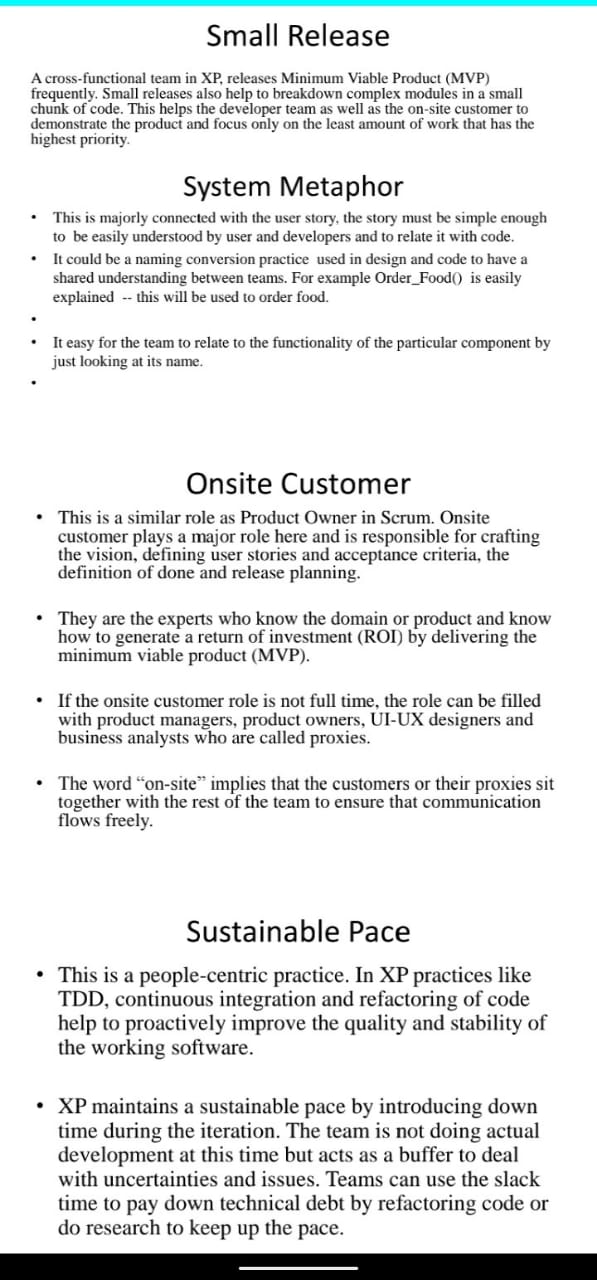 Small Release
A cross-functional team in XP, releases Minimum Viable Product (MVP)
frequently. Small releases also help to breakdown complex modules in a small
chunk of code. This helps the developer team as well as the on-site customer to
demonstrate the product and focus only on the least amount of work that has the
highest priority.
System Metaphor
• This is majorly connected with the user story, the story must be simple enough
to be easily understood by user and developers and to relate it with code.
• It could be a naming conversion practice used in design and code to have a
shared understanding between teams. For example Order_Food() is easily
explained -- this will be used to order food.
•
• It easy for the team to relate to the functionality of the particular component by
just looking at its name.
•
Onsite Customer
• This is a similar role as Product Owner in Scrum. Onsite
customer plays a major role here and is responsible for crafting
the vision, defining user stories and acceptance criteria, the
definition of done and release planning.
• They are the experts who know the domain or product and know
how to generate a return of investment (ROI) by delivering the
minimum viable product (MVP).
• If the onsite customer role is not full time, the role can be filled
with product managers, product owners, UI-UX designers and
business analysts who are called proxies.
• The word “on-site” implies that the customers or their proxies sit
together with the rest of the team to ensure that communication
flows freely.
Sustainable Pace
• This is a people-centric practice. In XP practices like
TDD, continuous integration and refactoring of code
help to proactively improve the quality and stability of
the working software.
• XP maintains a sustainable pace by introducing down
time during the iteration. The team is not doing actual
development at this time but acts as a buffer to deal
with uncertainties and issues. Teams can use the slack
time to pay down technical debt by refactoring code or
do research to keep up the pace.